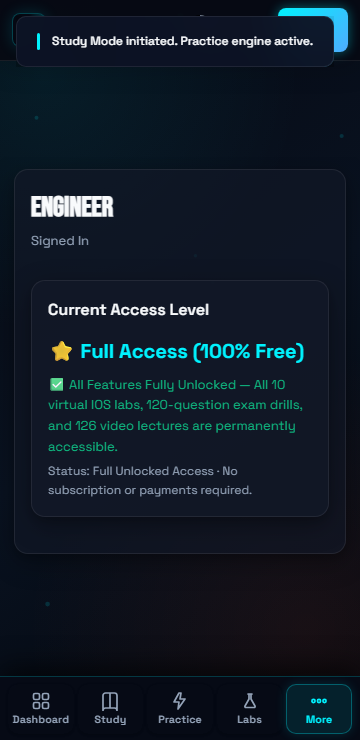 Study Mode initiated. Practice engine active.
ENGINEER
Signed In
Current Access Level
⭐ Full Access (100% Free)
✅ All Features Fully Unlocked — All 10
virtual IOS labs, 120-question exam drills,
and 126 video lectures are permanently
accessible.
Status: Full Unlocked Access · No
subscription or payments required.
Dashboard
Study
Practice
Labs
More